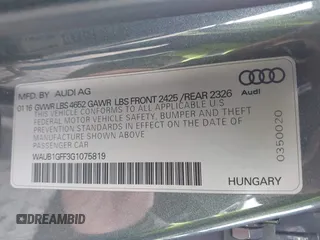 MFD. BY AUDI AG
01 16 GVWR LBS 4652 GAWR LBS FRONT 2425 /REAR 2326
THIS VEHICLE CONFORMS TO ALL APPLICABLE U.S.
FEDERAL MOTOR VEHICLE SAFETY, BUMPER AND THEFT
PREVENTION STANDARDS IN EFFECT ON THE DATE OF
MANUFACTURE SHOWN ABOVE.
PASSENGER CAR
WAUB1GFF3G1075819
HUNGARY
Audi
0350020
DREAMBID